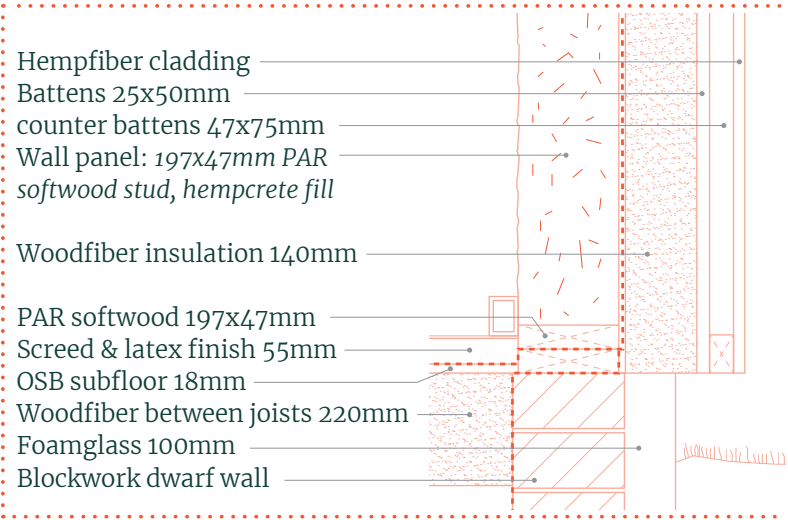 Hempfiber cladding
Battens 25x50mm
counter battens 47x75mm
Wall panel: 197x47mm PAR
softwood stud, hempcrete fill
Woodfiber insulation 140mm
PAR softwood 197x47mm
Screed & latex finish 55mm
OSB subfloor 18mm
Woodfiber between joists 220mm
Foamglass 100mm
Blockwork dwarf wall